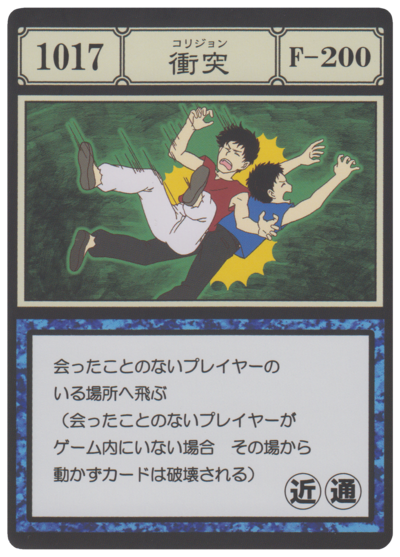 1017
コリジョン
衝突
F-200
会ったことのないプレイヤーの
いる場所へ飛ぶ
（会ったことのないプレイヤーが
ゲーム内にいない場合　その場から
動かずカードは破壊される）
近 通